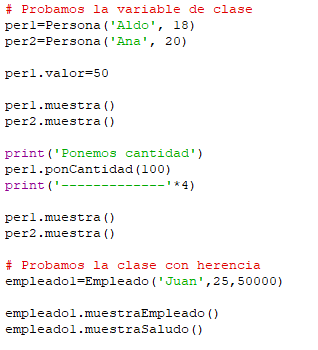 # Probamos la variable de clase
per1=Persona('Aldo', 18)
per2=Persona('Ana', 20)
per1.valor=50
per1.muestra()
per2.muestra()
print('Ponemos cantidad')
per1.ponCantidad(100)
print('-------------'*4)
per1.muestra()
per2.muestra()
# Probamos la clase con herencia
empleado1=Empleado('Juan',25,50000)
empleado1.muestraEmpleado()
empleado1.muestraSaludo()